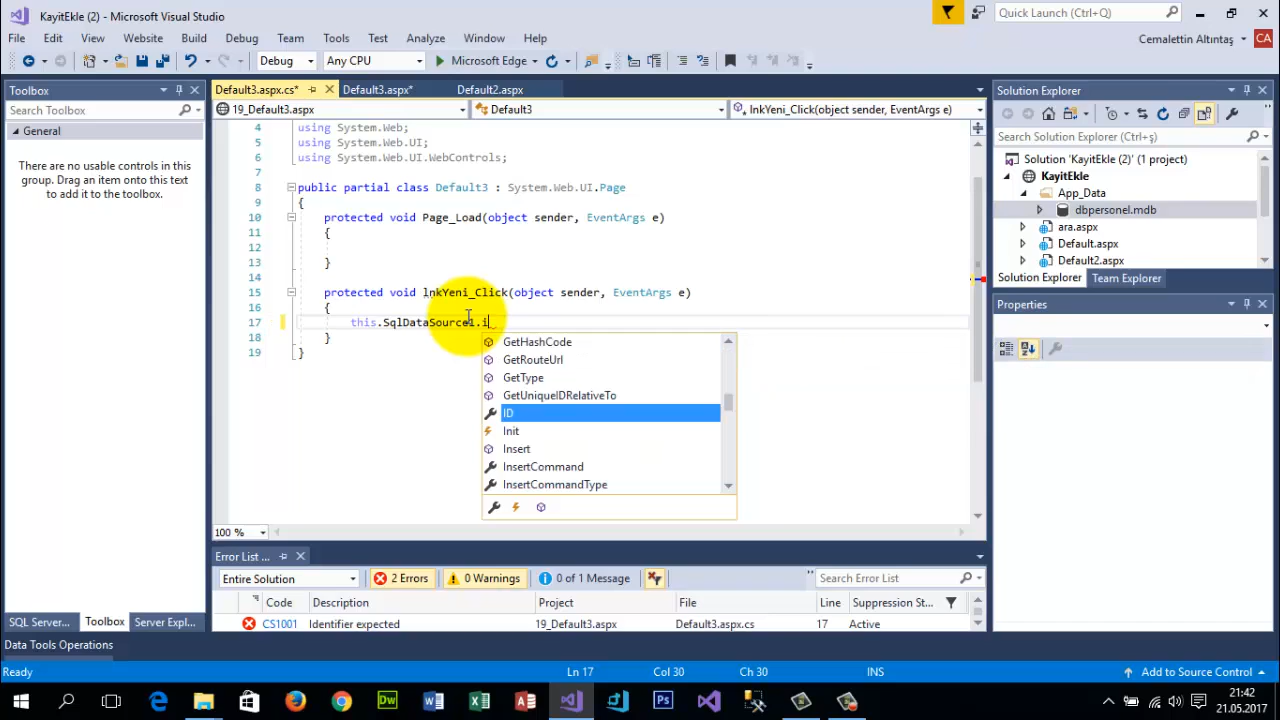 KayitEkle (2) - Microsoft Visual Studio
Quick Launch (Ctrl+Q)
File Edit View Website Build Debug Team Tools Test Analyze Window Help
Cemalettin Altıntaş CA
Debug Any CPU Microsoft Edge
Toolbox
Search Toolbox
General
There are no usable controls in this
group. Drag an item onto this text
to add it to the toolbox.
SQL Server... Toolbox Server Expl...
Default3.aspx.cs* Default3.aspx* Default2.aspx
19_Default3.aspx Default3 lnkYeni_Click(object sender, EventArgs e)
4 using System.Web;
5 using System.Web.UI;
6 using System.Web.UI.WebControls;
7
8 public partial class Default3 : System.Web.UI.Page
9 {
10 protected void Page_Load(object sender, EventArgs e)
11 {
12
13 }
14
15 protected void lnkYeni_Click(object sender, EventArgs e)
16 {
17 this.SqlDataSource1.i
18 }
19 }
GetHashCode
GetRouteUrl
GetType
GetUniqueIDRelativeTo
ID
Init
Insert
InsertCommand
InsertCommandType
100 %
Error List ...
Entire Solution 2 Errors 0 Warnings 0 of 1 Message Search Error List
Code Description Project File Line Suppression St...
CS1001 Identifier expected 19_Default3.aspx Default3.aspx.cs 17 Active
Solution Explorer
Search Solution Explorer (Ctrl+ş)
Solution 'KayitEkle (2)' (1 project)
KayitEkle
App_Data
dbpersonel.mdb
ara.aspx
Default.aspx
Default2.aspx
Solution Explorer Team Explorer
Properties
Data Tools Operations
Ready Ln 17 Col 30 Ch 30 INS Add to Source Control
Dw
Ps
21:42
21.05.2017